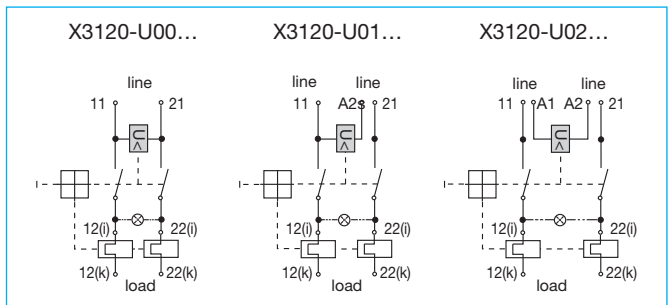 X3120-U00... X3120-U01... X3120-U02...
line line line line line
11 21 11 A2s 21 11 A1 A2 21
U< U< U<
12(i) 22(i) 12(i) 22(i) 12(i) 22(i)
12(k) 22(k) 12(k) 22(k) 12(k) 22(k)
load load load